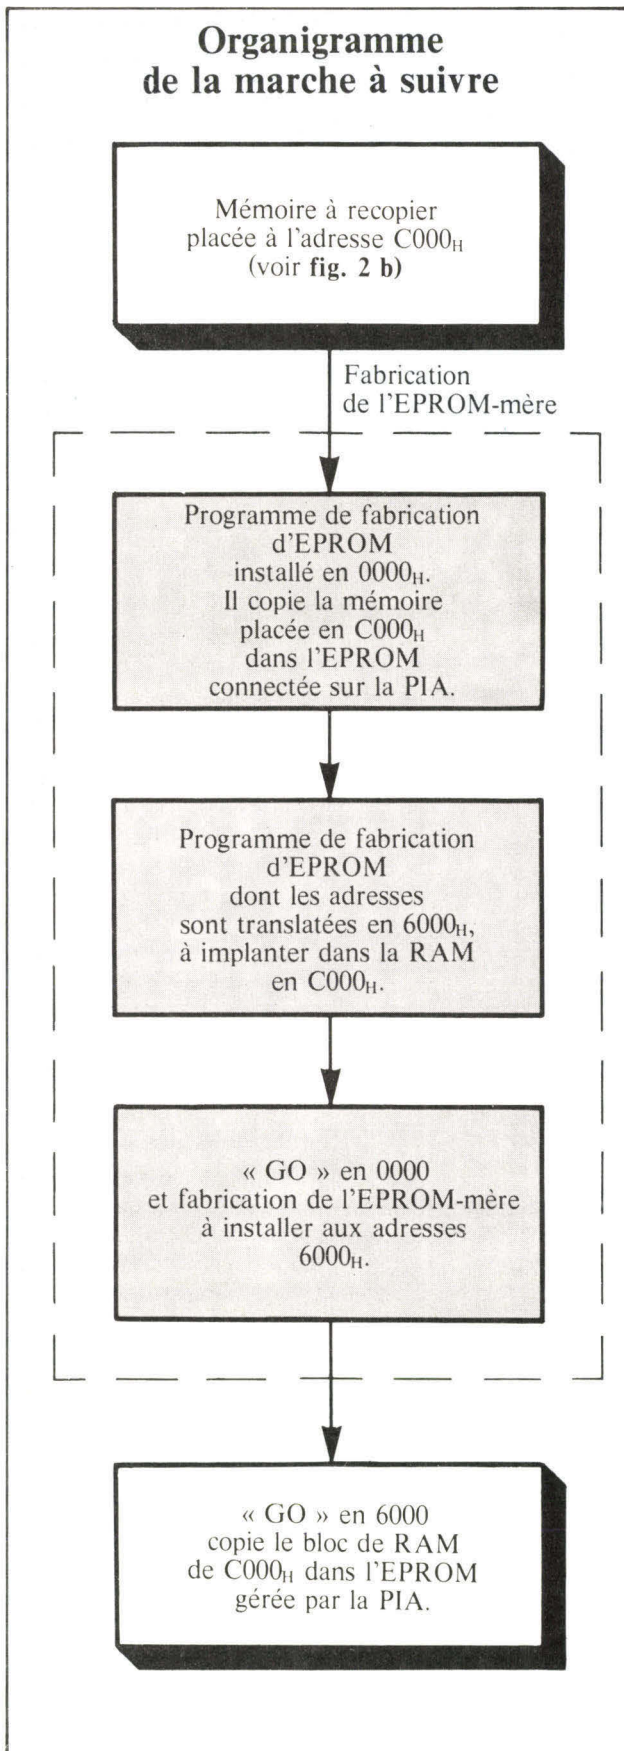 Organigramme
de la marche à suivre
Mémoire à recopier
placée à l'adresse C000H
(voir fig. 2 b)
Fabrication
de l'EPROM-mère
Programme de fabrication
d'EPROM
installé en 0000H.
Il copie la mémoire
placée en C000H
dans l'EPROM
connectée sur la PIA.
Programme de fabrication
d'EPROM
dont les adresses
sont translatées en 6000H,
à implanter dans la RAM
en C000H.
« GO » en 0000
et fabrication de l'EPROM-mère
à installer aux adresses
6000H.
« GO » en 6000
copie le bloc de RAM
de C000H dans l'EPROM
gérée par la PIA.